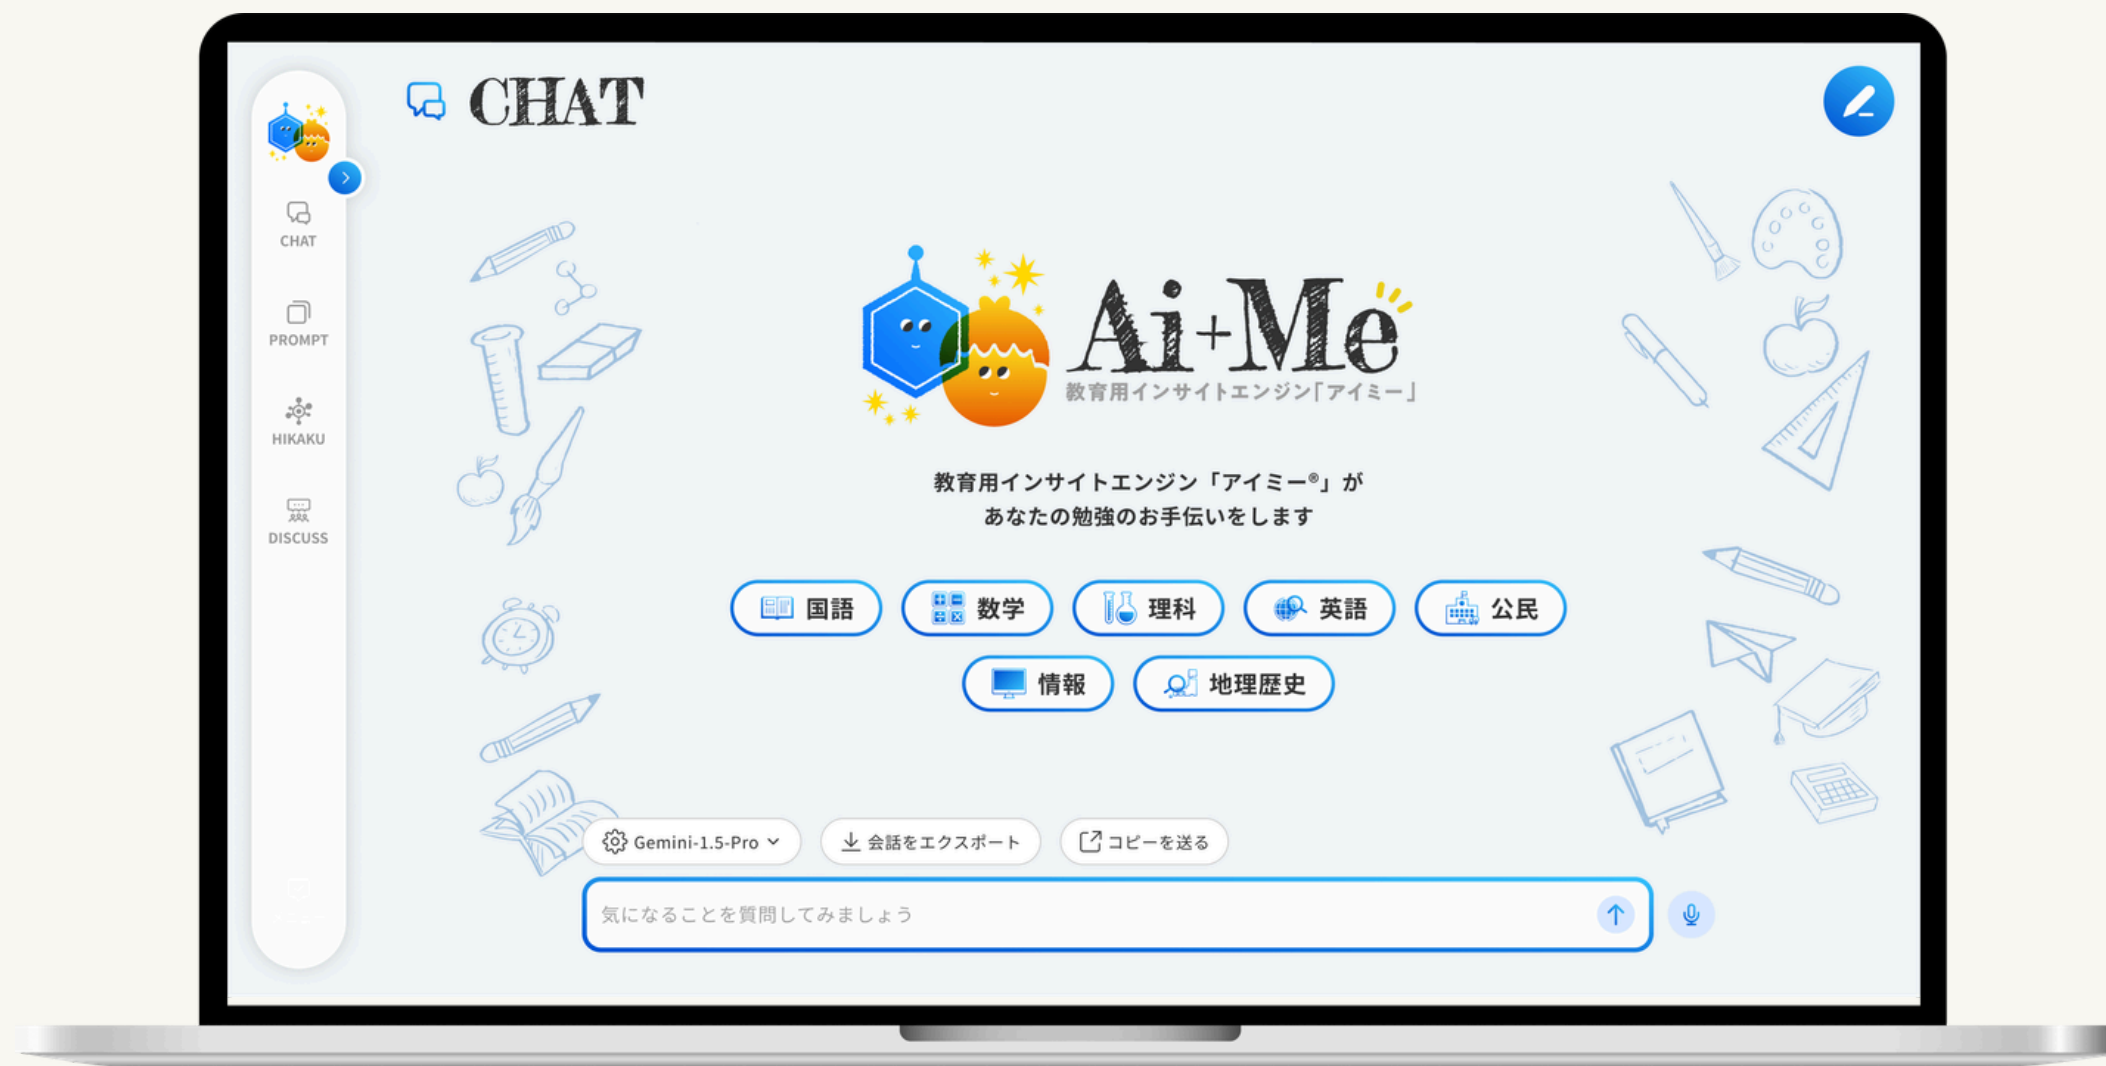 CHAT
CHAT
PROMPT
HIKAKU
DISCUSS
Ai+Me
教育用インサイトエンジン「アイミー」
教育用インサイトエンジン「アイミー®」が
あなたの勉強のお手伝いをします
国語 数学 理科 英語 公民
情報 地理歴史
Gemini-1.5-Pro 会話をエクスポート コピーを送る
気になることを質問してみましょう